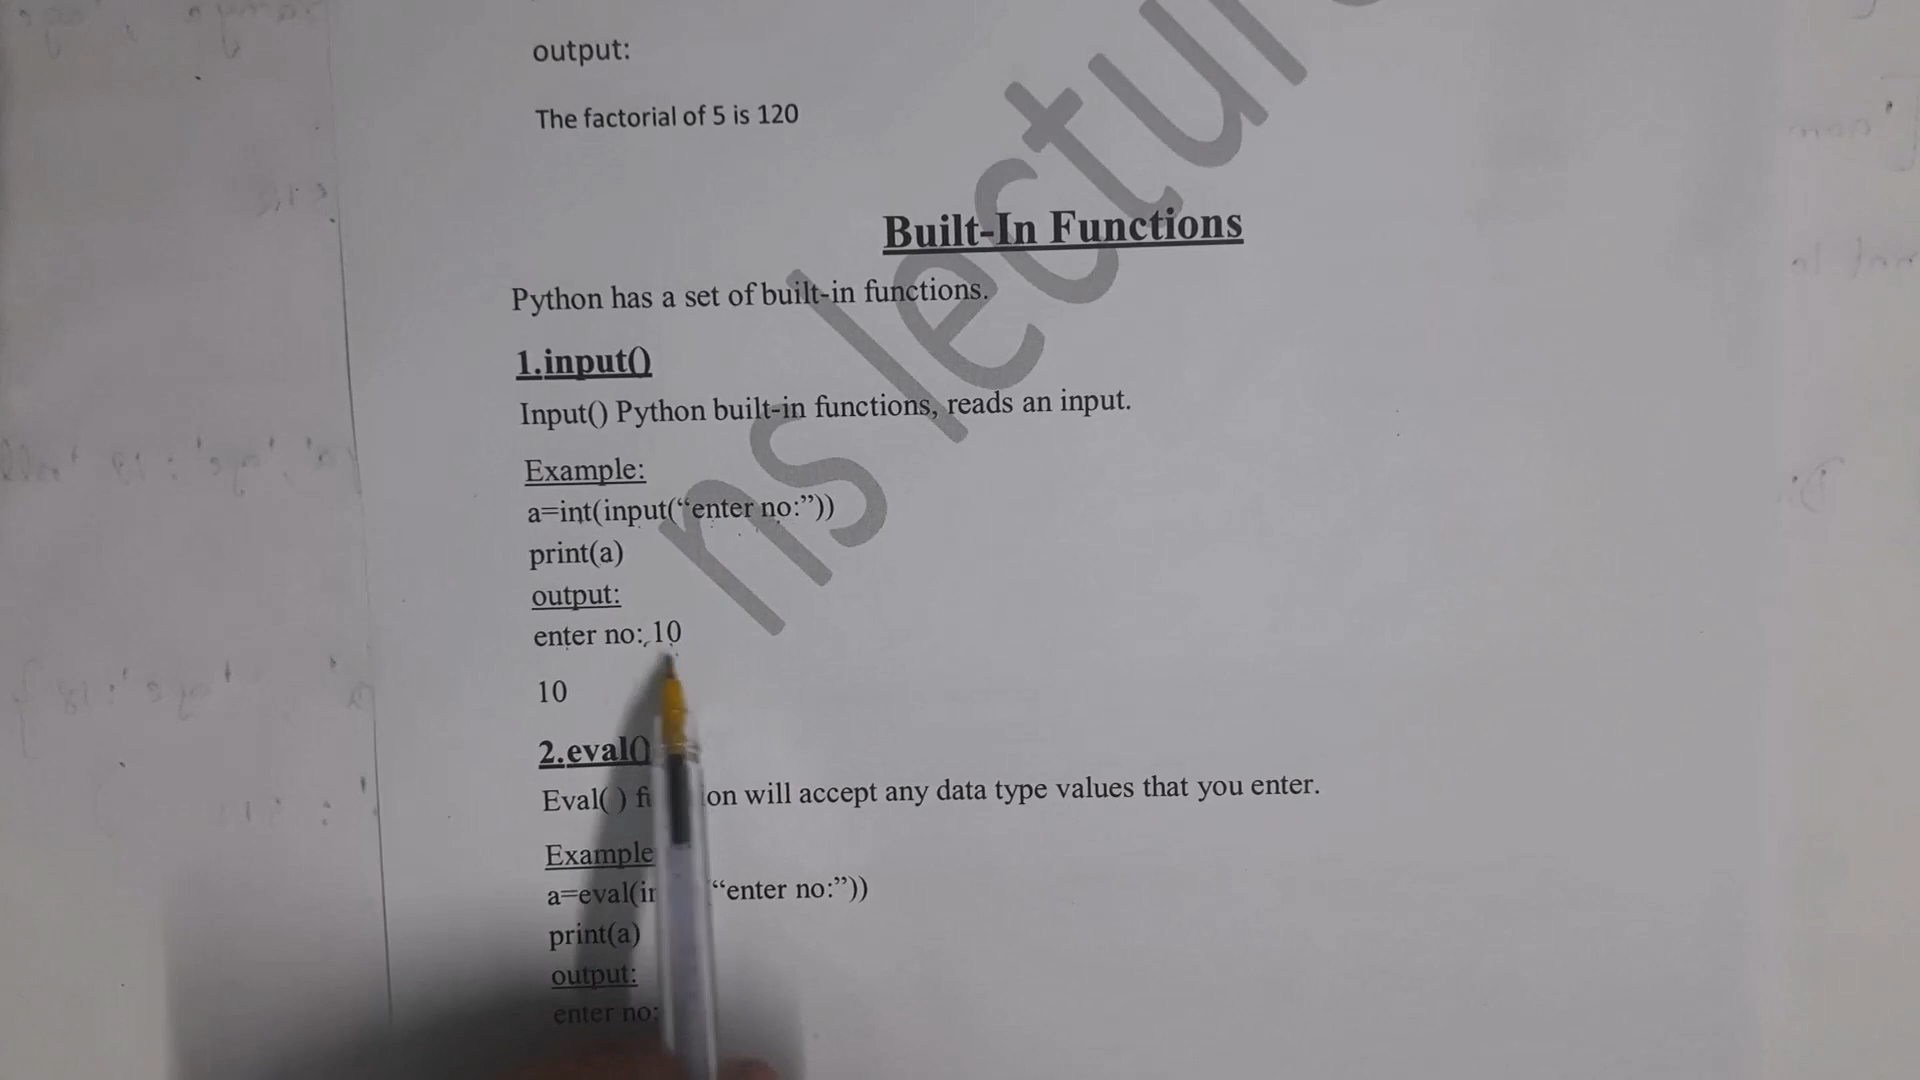 output:
The factorial of 5 is 120
Built-In Functions
Python has a set of built-in functions.
1.input()
Input() Python built-in functions, reads an input.
Example:
a=int(input(“enter no:”))
print(a)
output:
enter no: 10
10
2.eval()
Eval( ) will accept any data type values that you enter.
Example
a=eval( “enter no:”))
print(a)
output:
enter no:
ns lectur